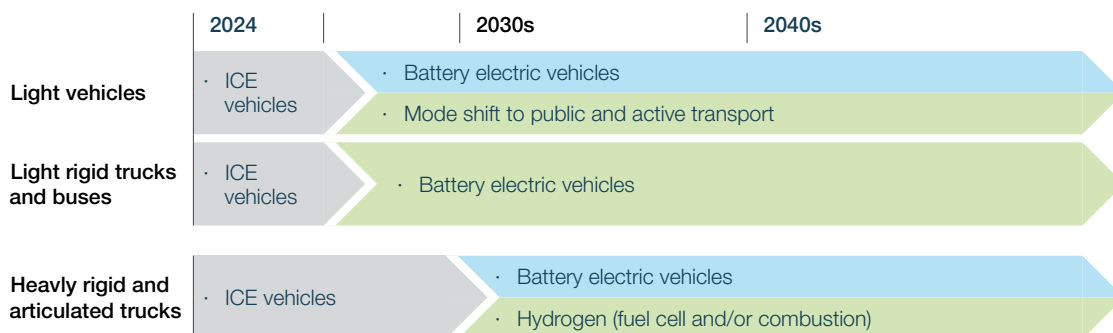 2024 2030s 2040s
Light vehicles
· ICE
vehicles
· Battery electric vehicles
· Mode shift to public and active transport
Light rigid trucks
and buses
· ICE
vehicles
· Battery electric vehicles
Heavly rigid and
articulated trucks
· ICE vehicles
· Battery electric vehicles
· Hydrogen (fuel cell and/or combustion)